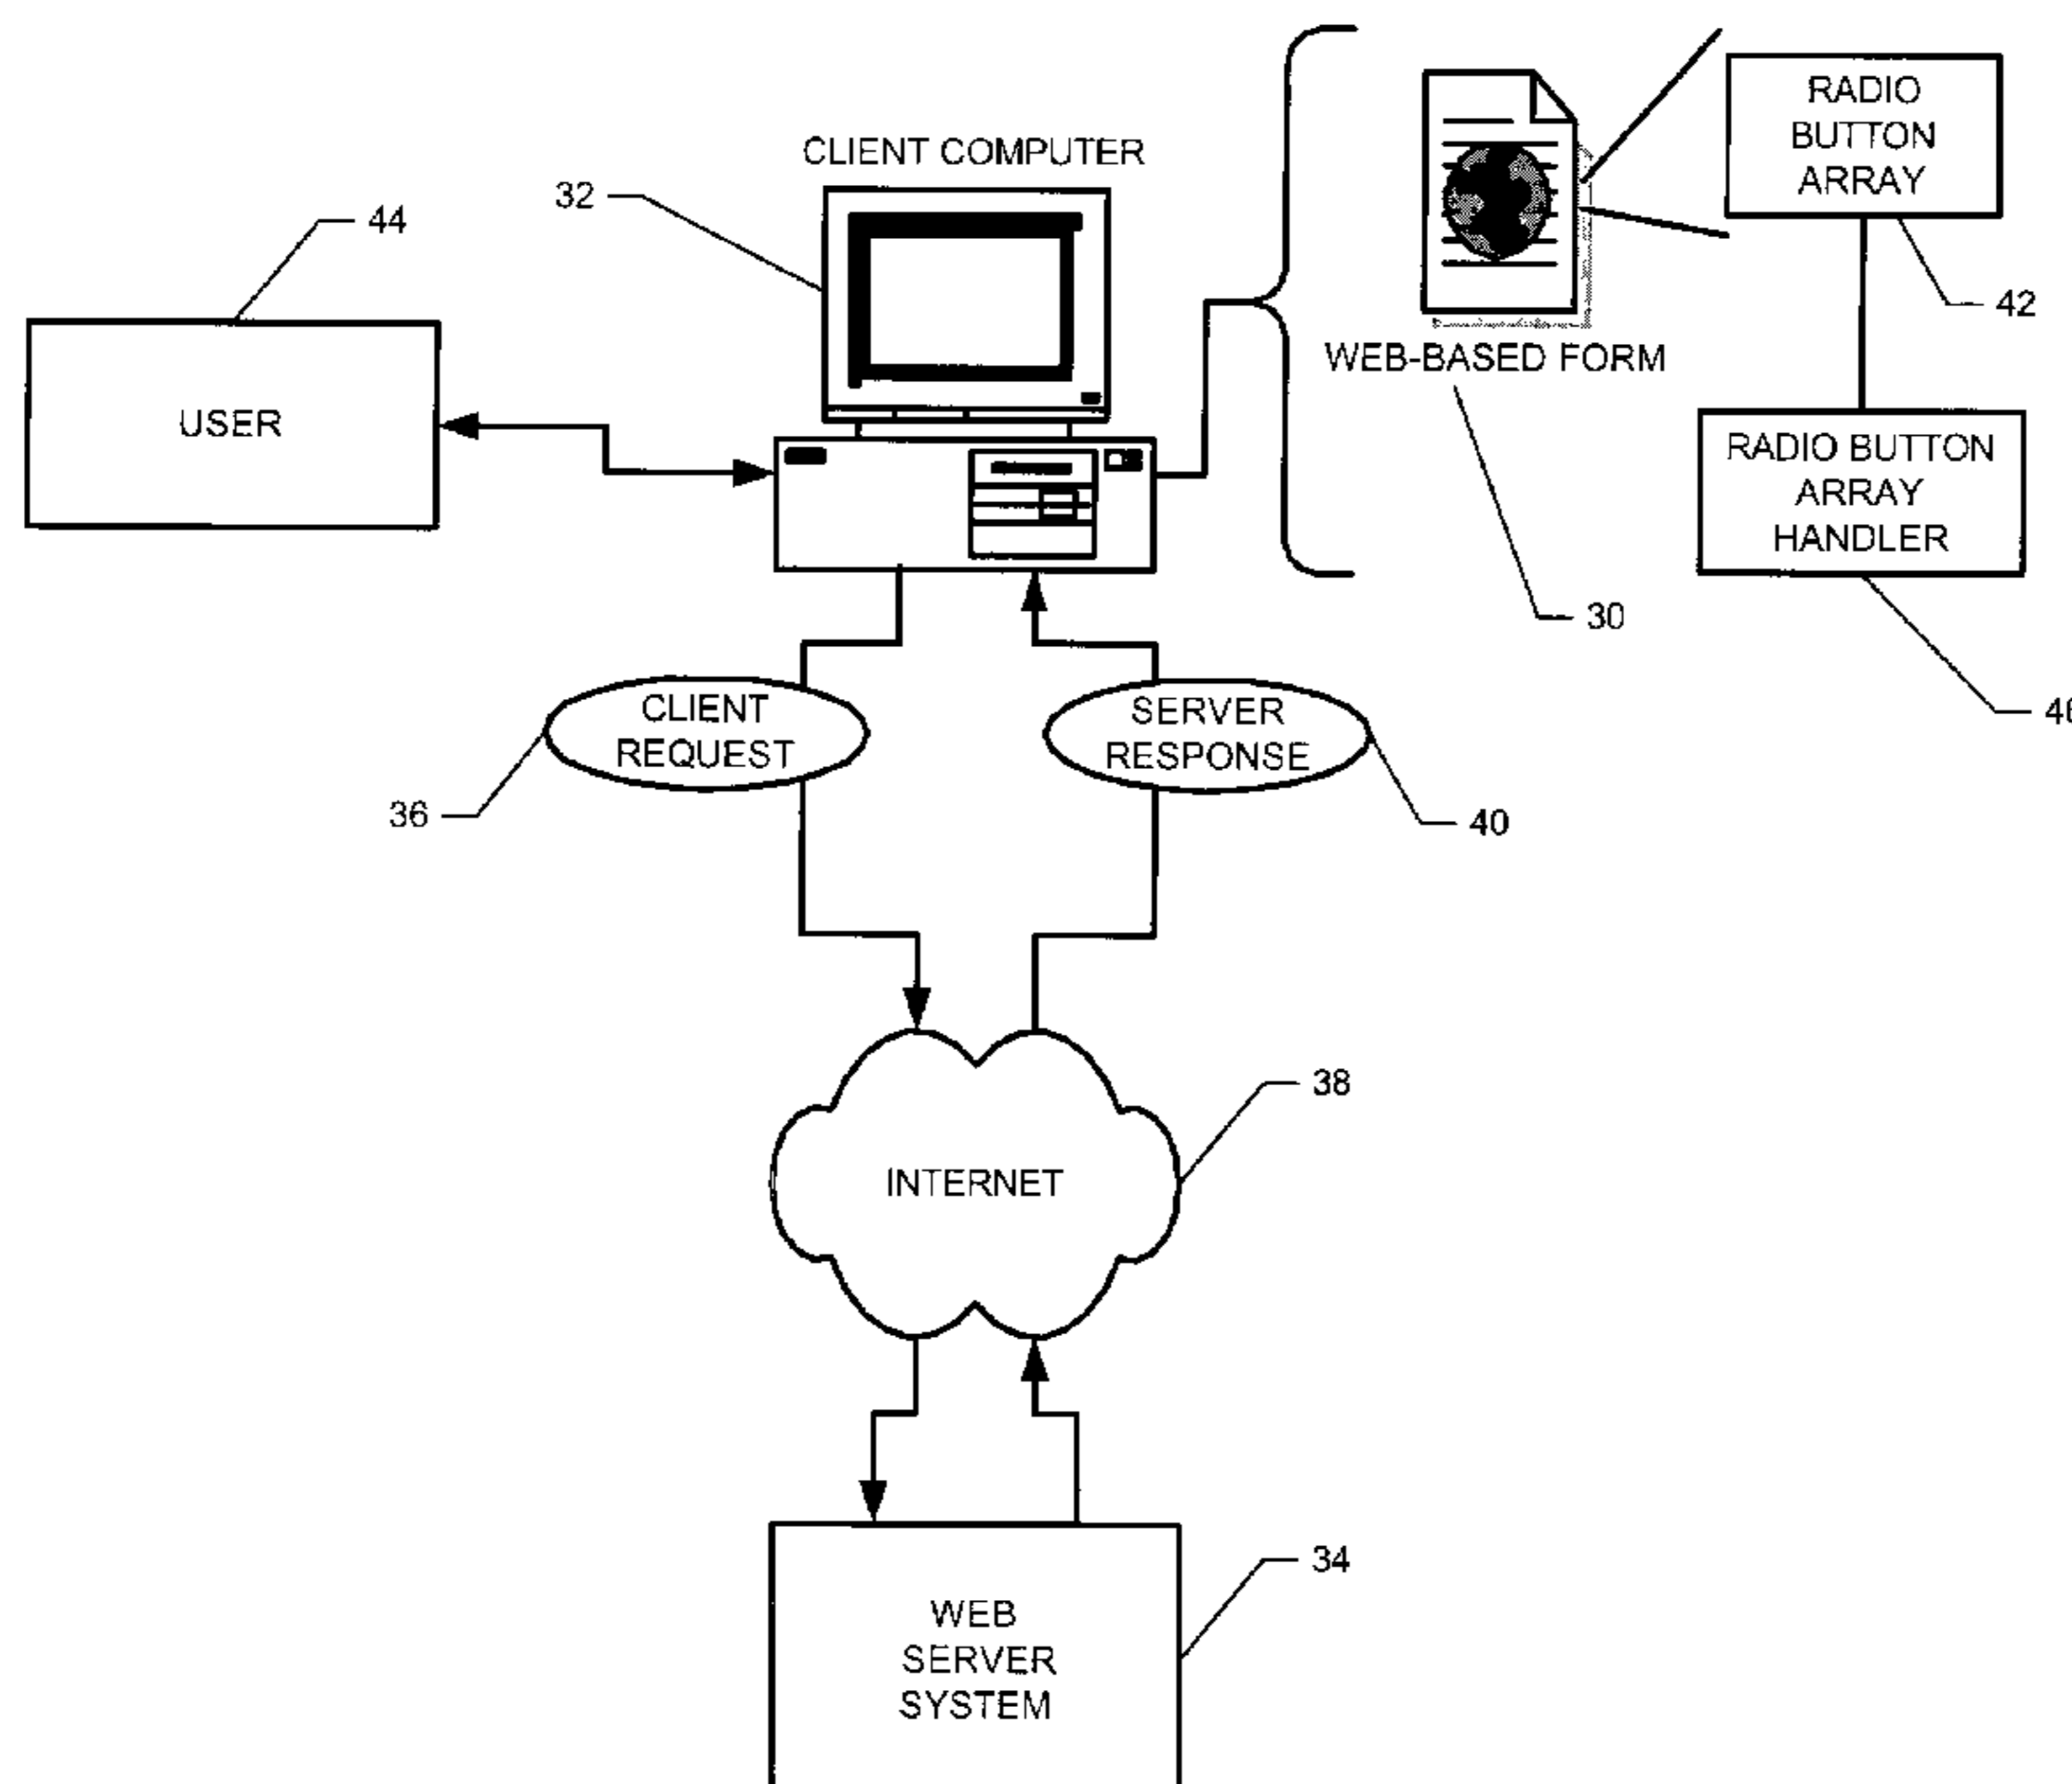 RADIO
BUTTON
ARRAY
CLIENT COMPUTER
32
44
42
WEB-BASED FORM
USER
RADIO BUTTON
ARRAY
HANDLER
30
CLIENT
REQUEST
SERVER
RESPONSE
36
40
38
INTERNET
34
WEB
SERVER
SYSTEM